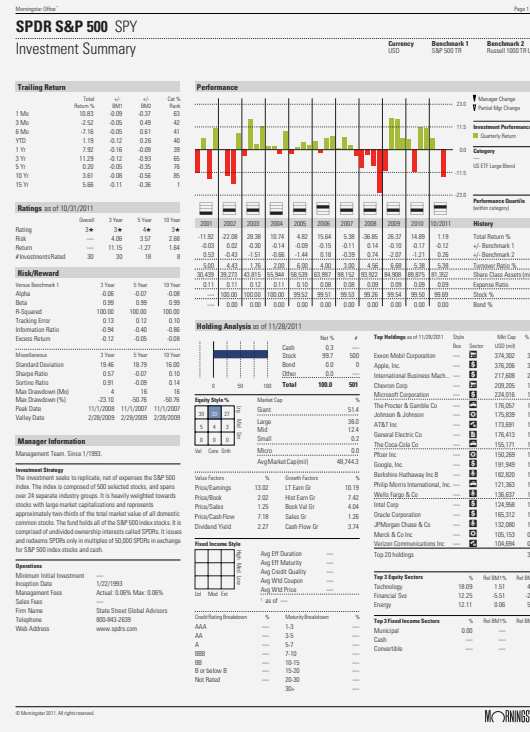 Morningstar Office™ Page 1
SPDR S&P 500 SPY
Investment Summary
Currency Benchmark 1 Benchmark 2
USD S&P 500 TR Russell 1000 TR U
Trailing Return
Total Return % +/- BM1 +/- BM2 Cat % Rank
1 Mo 10.83 -0.09 -0.37 63
3 Mo -2.52 -0.05 0.49 42
6 Mo -7.16 -0.05 0.61 41
YTD 1.19 -0.12 0.26 40
1 Yr 7.92 -0.16 -0.09 39
3 Yr 11.29 -0.12 -0.93 65
5 Yr 0.20 -0.05 -0.35 76
10 Yr 3.61 -0.08 -0.56 85
15 Yr 5.66 -0.11 -0.36 1
Ratings as of 10/31/2011
Overall 3 Year 5 Year 10 Year
Rating 3★ 3★ 4★ 3★
Risk — 4.06 3.57 2.68
Return — 11.15 -1.27 1.64
# Investments Rated 30 30 18 8
Risk/Reward
Versus Benchmark 1 3 Year 5 Year 10 Year
Alpha -0.06 -0.07 -0.08
Beta 0.99 0.99 0.99
R-Squared 100.00 100.00 100.00
Tracking Error 0.13 0.12 0.10
Information Ratio -0.94 -0.40 -0.86
Excess Return -0.12 -0.05 -0.08
Miscellaneous 3 Year 5 Year 10 Year
Standard Deviation 19.46 18.79 16.00
Sharpe Ratio 0.57 -0.07 0.10
Sortino Ratio 0.91 -0.09 0.14
Max Drawdown (Mo) 4 16 16
Max Drawdown (%) -23.10 -50.76 -50.76
Peak Date 11/1/2008 11/1/2007 11/1/2007
Valley Date 2/28/2009 2/28/2009 2/28/2009
Manager Information
Management Team. Since 1/1993.
Investment Strategy
The investment seeks to replicate, net of expenses the S&P 500
index. The index is composed of 500 selected stocks, and spans
over 24 separate industry groups. It is heavily weighted towards
stocks with large market capitalizations and represents
approximately two-thirds of the total market value of all domestic
common stocks. The fund holds all of the S&P 500 index stocks. It is
comprised of undivided ownership interests called SPDRs. It issues
and redeems SPDRs only in multiples of 50,000 SPDRs in exchange
for S&P 500 index stocks and cash.
Operations
Minimum Initial Investment —
Inception Date 1/22/1993
Management Fees Actual: 0.06% Max: 0.06%
Sales Fees —
Firm Name State Street Global Advisors
Telephone 800-843-2639
Web Address www.spdrs.com
Performance
23.0
11.5
0.0
-11.5
-23.0
Manager Change
Partial Mgr Change
Investment Performance
Quarterly Return
Category
—
US ETF Large Blend
Performance Quartile
(within category)
2001 2002 2003 2004 2005 2006 2007 2008 2009 2010 10/2011 History
-11.92 -22.08 28.38 10.74 4.82 15.64 5.38 -36.85 26.37 14.89 1.19 Total Return %
-0.03 0.02 -0.30 -0.14 -0.09 -0.15 -0.11 0.14 -0.10 -0.17 -0.12 +/- Benchmark 1
0.53 -0.43 -1.51 -0.66 -1.44 0.18 -0.39 0.74 -2.07 -1.21 0.26 +/- Benchmark 2
Turnover Ratio %
Share Class Assets
Expense Ratio
— 100.00 100.00 100.00 99.52 99.51 99.53 99.26 99.54 99.50 99.69 Stock %
Bond %
Holding Analysis as of 11/28/2011
Net % #
Cash 0.3 —
Stock 99.7 500
Bond 0.0 0
Other 0.0 —
0 50 100 Total 100.0 501
Equity Style %
30 30 27
5 4 3
0 0 0
Val Core Grth
Market Cap %
Giant 51.4
Large 36.0
Mid 12.4
Small 0.2
Micro 0.0
Avg Market Cap (mil) 48,744.3
Value Factors % Growth Factors %
Price/Earnings 13.02 LT Earn Gr 10.19
Price/Book 2.02 Hist Earn Gr 7.42
Price/Sales 1.25 Book Val Gr 4.04
Price/Cash Flow 7.18 Sales Gr 1.26
Dividend Yield 2.27 Cash Flow Gr 3.74
Fixed Income Style
High Med Low
Ltd Mod Ext
Avg Eff Duration —
Avg Eff Maturity —
Avg Credit Quality —
Avg Wtd Coupon —
Avg Wtd Price —
¹ as of —
Credit Rating Breakdown % Maturity Breakdown %
AAA — 1-3 —
AA — 3-5 —
A — 5-7 —
BBB — 7-10 —
BB — 10-15 —
B or below B — 15-20 —
Not Rated — 20-30 —
30+ —
Top Holdings as of 11/28/2011 Style Box Sector Mkt Cap USD (mil) %
Exxon Mobil Corporation — 374,302
Apple, Inc. — 376,206
International Business Mach... — 217,608
Chevron Corp — 209,205
Microsoft Corporation — 224,016
The Procter & Gamble Co — 176,057
Johnson & Johnson — 175,839
AT&T Inc — 173,691
General Electric Co — 176,413
The Coca-Cola Co — 155,171
Pfizer Inc — 150,269
Google, Inc. — 191,949
Berkshire Hathaway Inc B — 182,820
Philip Morris International, Inc. — 121,363
Wells Fargo & Co — 136,637
Intel Corp — 124,958
Oracle Corporation — 165,312
JPMorgan Chase & Co — 132,080
Merck & Co Inc — 105,153
Verizon Communications Inc — 104,694
Top 20 holdings
Top 3 Equity Sectors % Rel BM1% Rel BM
Technology 18.09 1.51
Financial Svs 12.25 -5.51
Energy 12.11 0.06
Top 3 Fixed Income Sectors % Rel BM1% Rel BM
Municipal 0.00 —
Cash — —
Convertible — —
© Morningstar 2011. All rights reserved.
MORNINGS